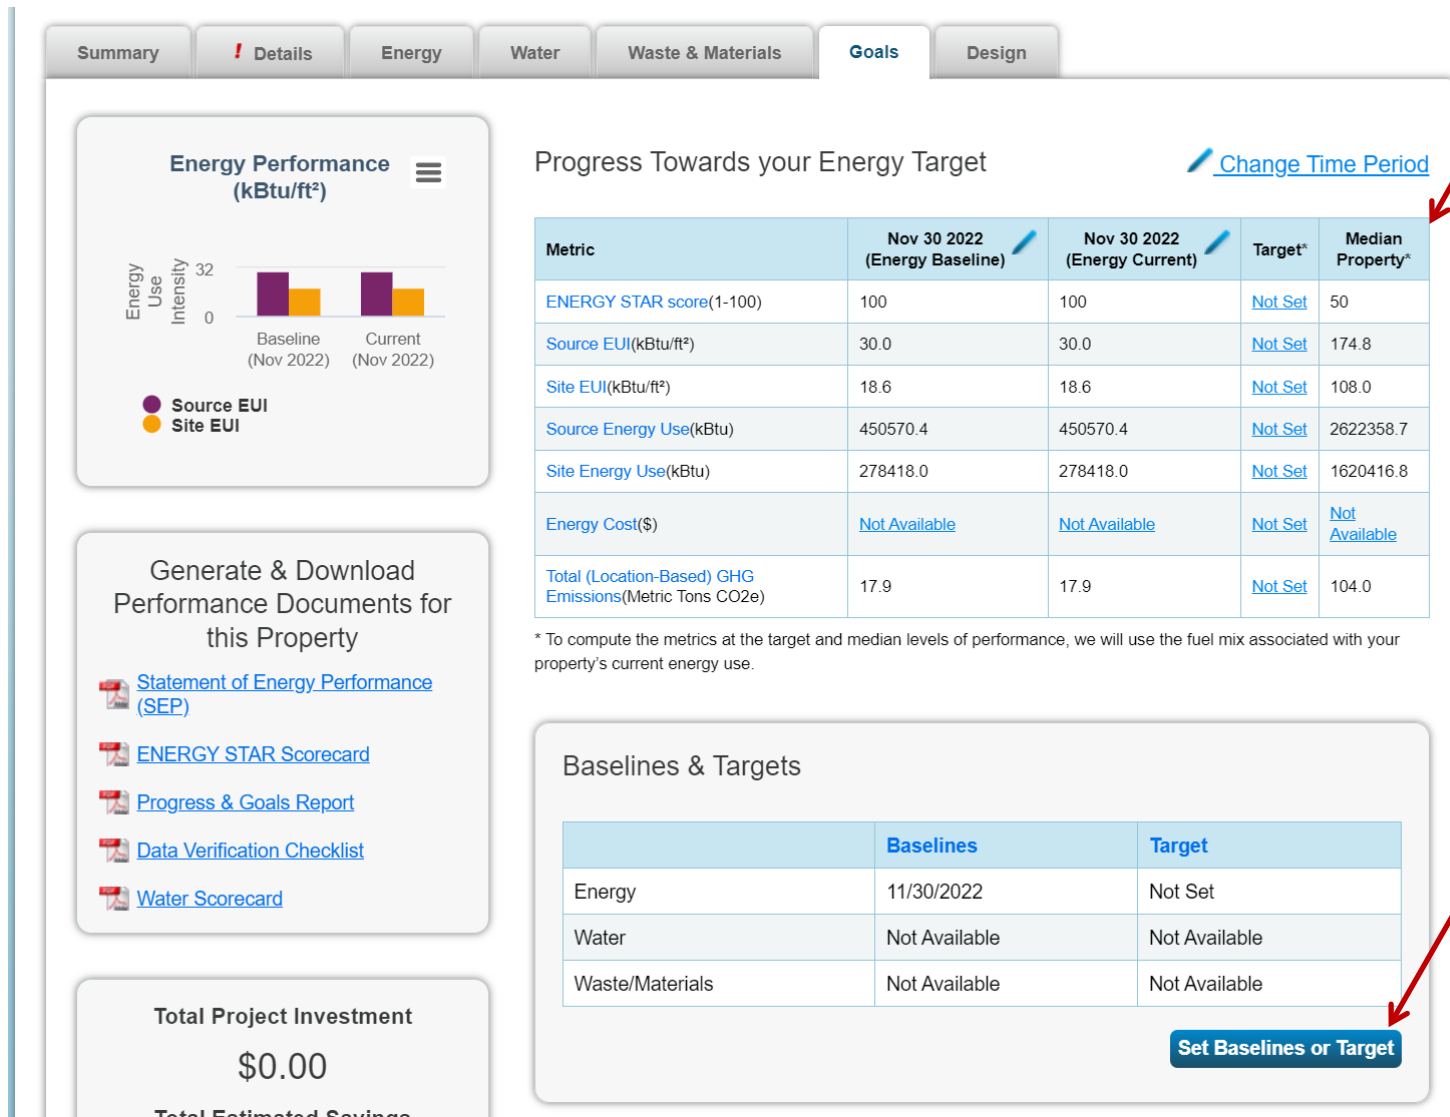 Summary
! Details
Energy
Water
Waste & Materials
Goals
Design
Energy Performance
(kBtu/ft²)
Energy
Use
Intensity
32
0
Baseline
(Nov 2022)
Current
(Nov 2022)
Source EUI
Site EUI
Generate & Download
Performance Documents for
this Property
Statement of Energy Performance
(SEP)
ENERGY STAR Scorecard
Progress & Goals Report
Data Verification Checklist
Water Scorecard
Total Project Investment
$0.00
Total Estimated Savings
Progress Towards your Energy Target
Change Time Period
Metric
Nov 30 2022
(Energy Baseline)
Nov 30 2022
(Energy Current)
Target*
Median
Property*
ENERGY STAR score(1-100) 100 100 Not Set 50
Source EUI(kBtu/ft²) 30.0 30.0 Not Set 174.8
Site EUI(kBtu/ft²) 18.6 18.6 Not Set 108.0
Source Energy Use(kBtu) 450570.4 450570.4 Not Set 2622358.7
Site Energy Use(kBtu) 278418.0 278418.0 Not Set 1620416.8
Energy Cost($) Not Available Not Available Not Set Not
Available
Total (Location-Based) GHG
Emissions(Metric Tons CO2e) 17.9 17.9 Not Set 104.0
* To compute the metrics at the target and median levels of performance, we will use the fuel mix associated with your
property's current energy use.
Baselines & Targets
Baselines Target
Energy 11/30/2022 Not Set
Water Not Available Not Available
Waste/Materials Not Available Not Available
Set Baselines or Target